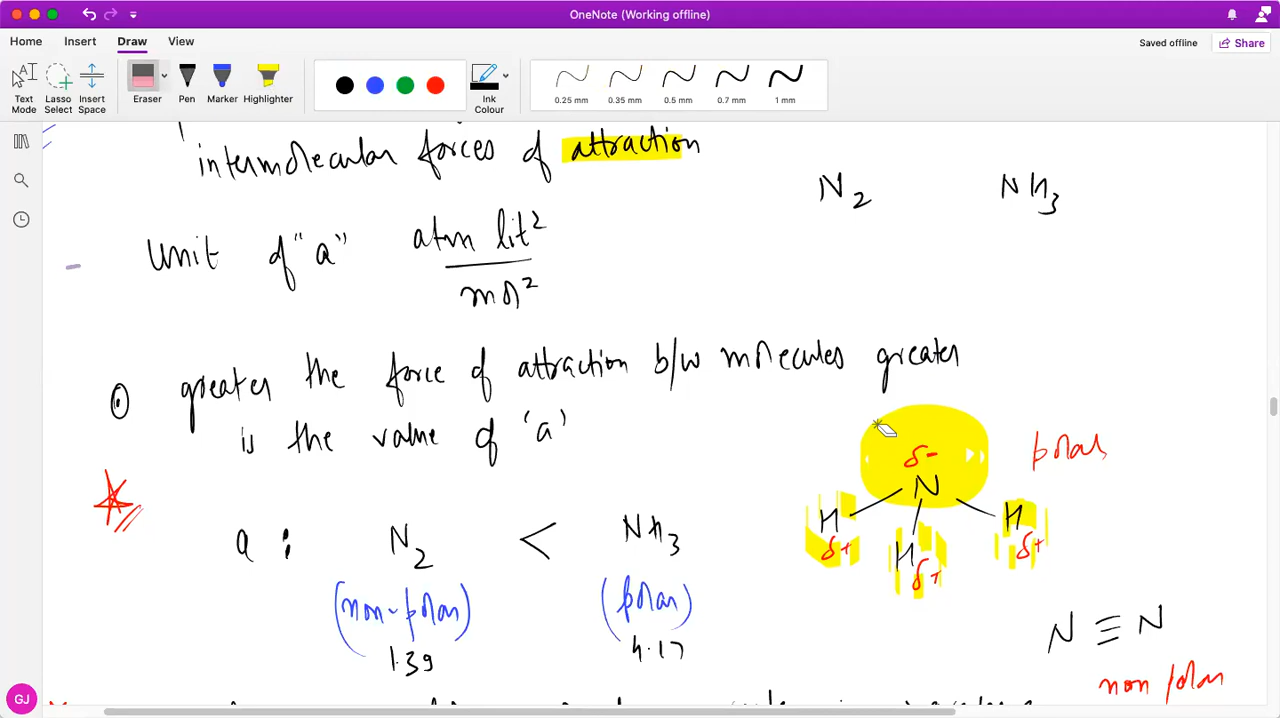 OneNote (Working offline)
Home Insert Draw View
Saved offline Share
Text Mode
Lasso Select
Insert Space
Eraser
Pen
Marker
Highlighter
Ink Colour
0.25 mm 0.35 mm 0.5 mm 0.7 mm 1 mm
intermolecular forces of attraction
N2 NH3
Unit of "a" atm lit²
mol²
greater the force of attraction b/w molecules greater
is the value of 'a'
δ- polar
N
H H H
δ+ δ+ δ+
a : N2 < NH3
(non-polar) (polar)
1.39 4.17
N ≡ N
non polar
GJ